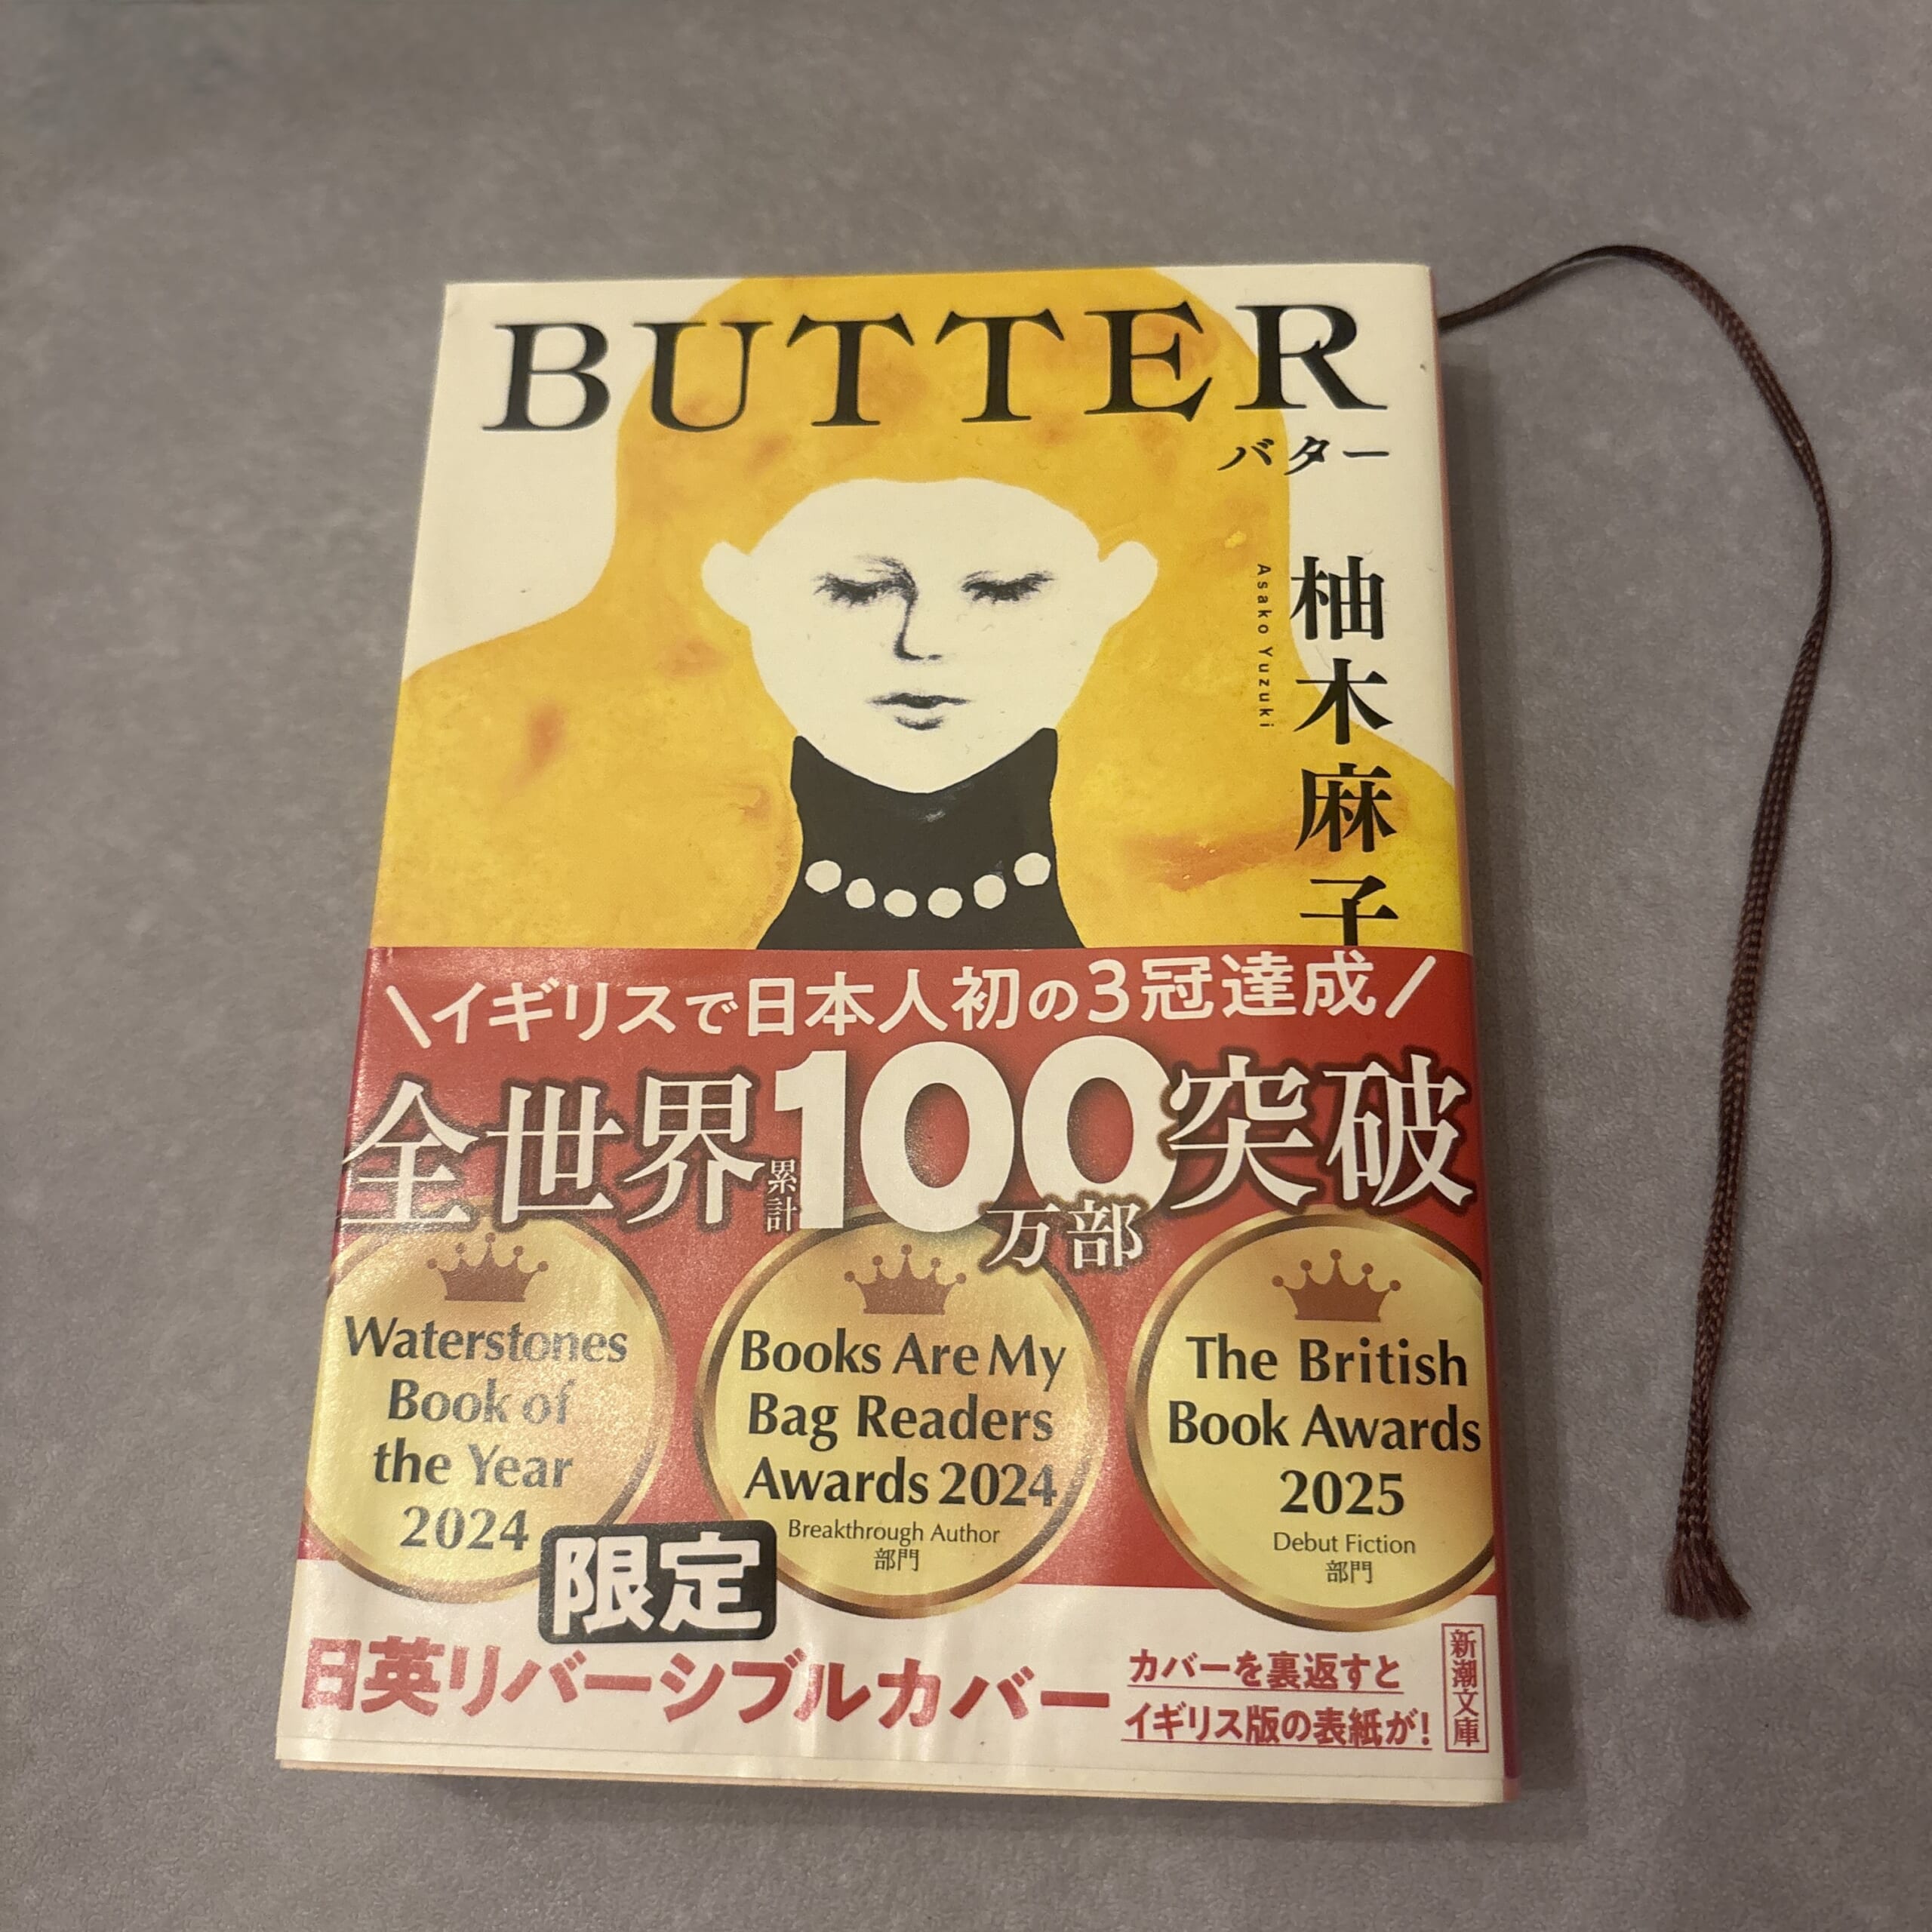 BUTTER
バター
柚木麻子
Asako Yuzuki
\イギリスで日本人初の3冠達成/
全世界累計100万部突破
Waterstones
Book of
the Year
2024
Books Are My
Bag Readers
Awards 2024
Breakthrough Author
部門
The British
Book Awards
2025
Debut Fiction
部門
限定
日英リバーシブルカバー
カバーを裏返すと
イギリス版の表紙が!
新潮文庫